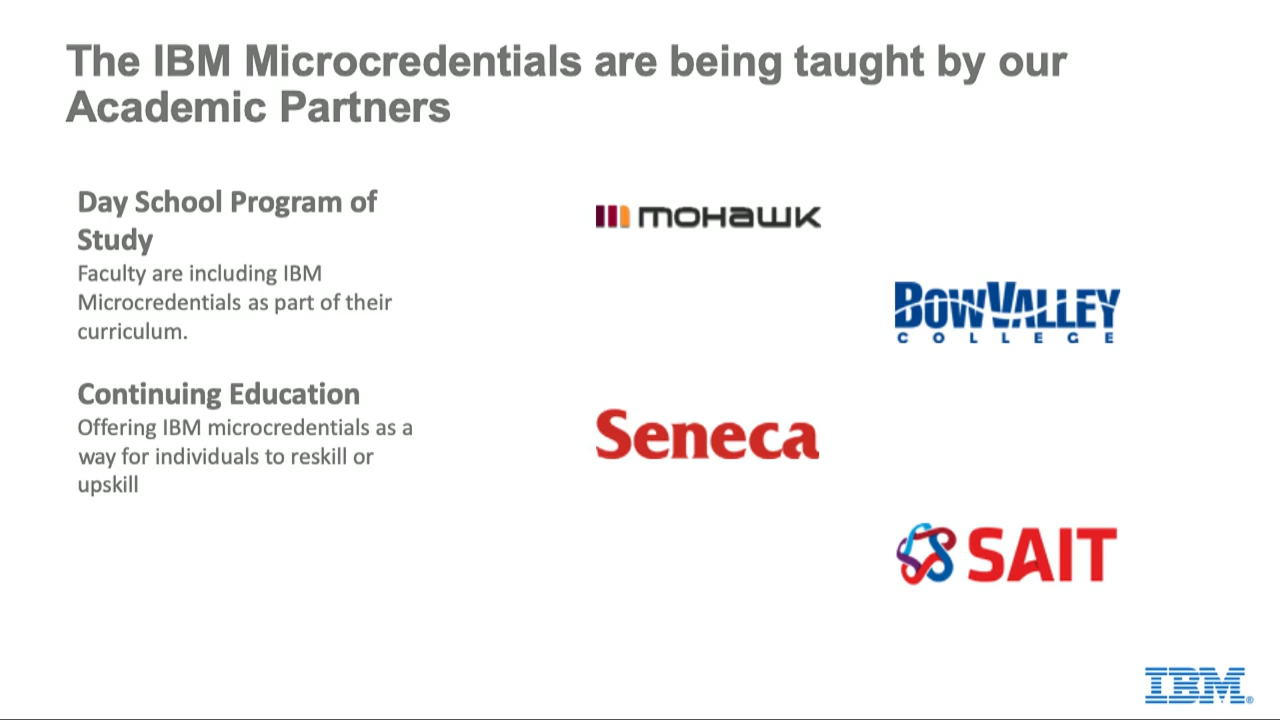 The IBM Microcredentials are being taught by our
Academic Partners
Day School Program of
Study
Faculty are including IBM
Microcredentials as part of their
curriculum.
Continuing Education
Offering IBM microcredentials as a
way for individuals to reskill or
upskill
mohawk
BOW VALLEY
COLLEGE
Seneca
SAIT
IBM®